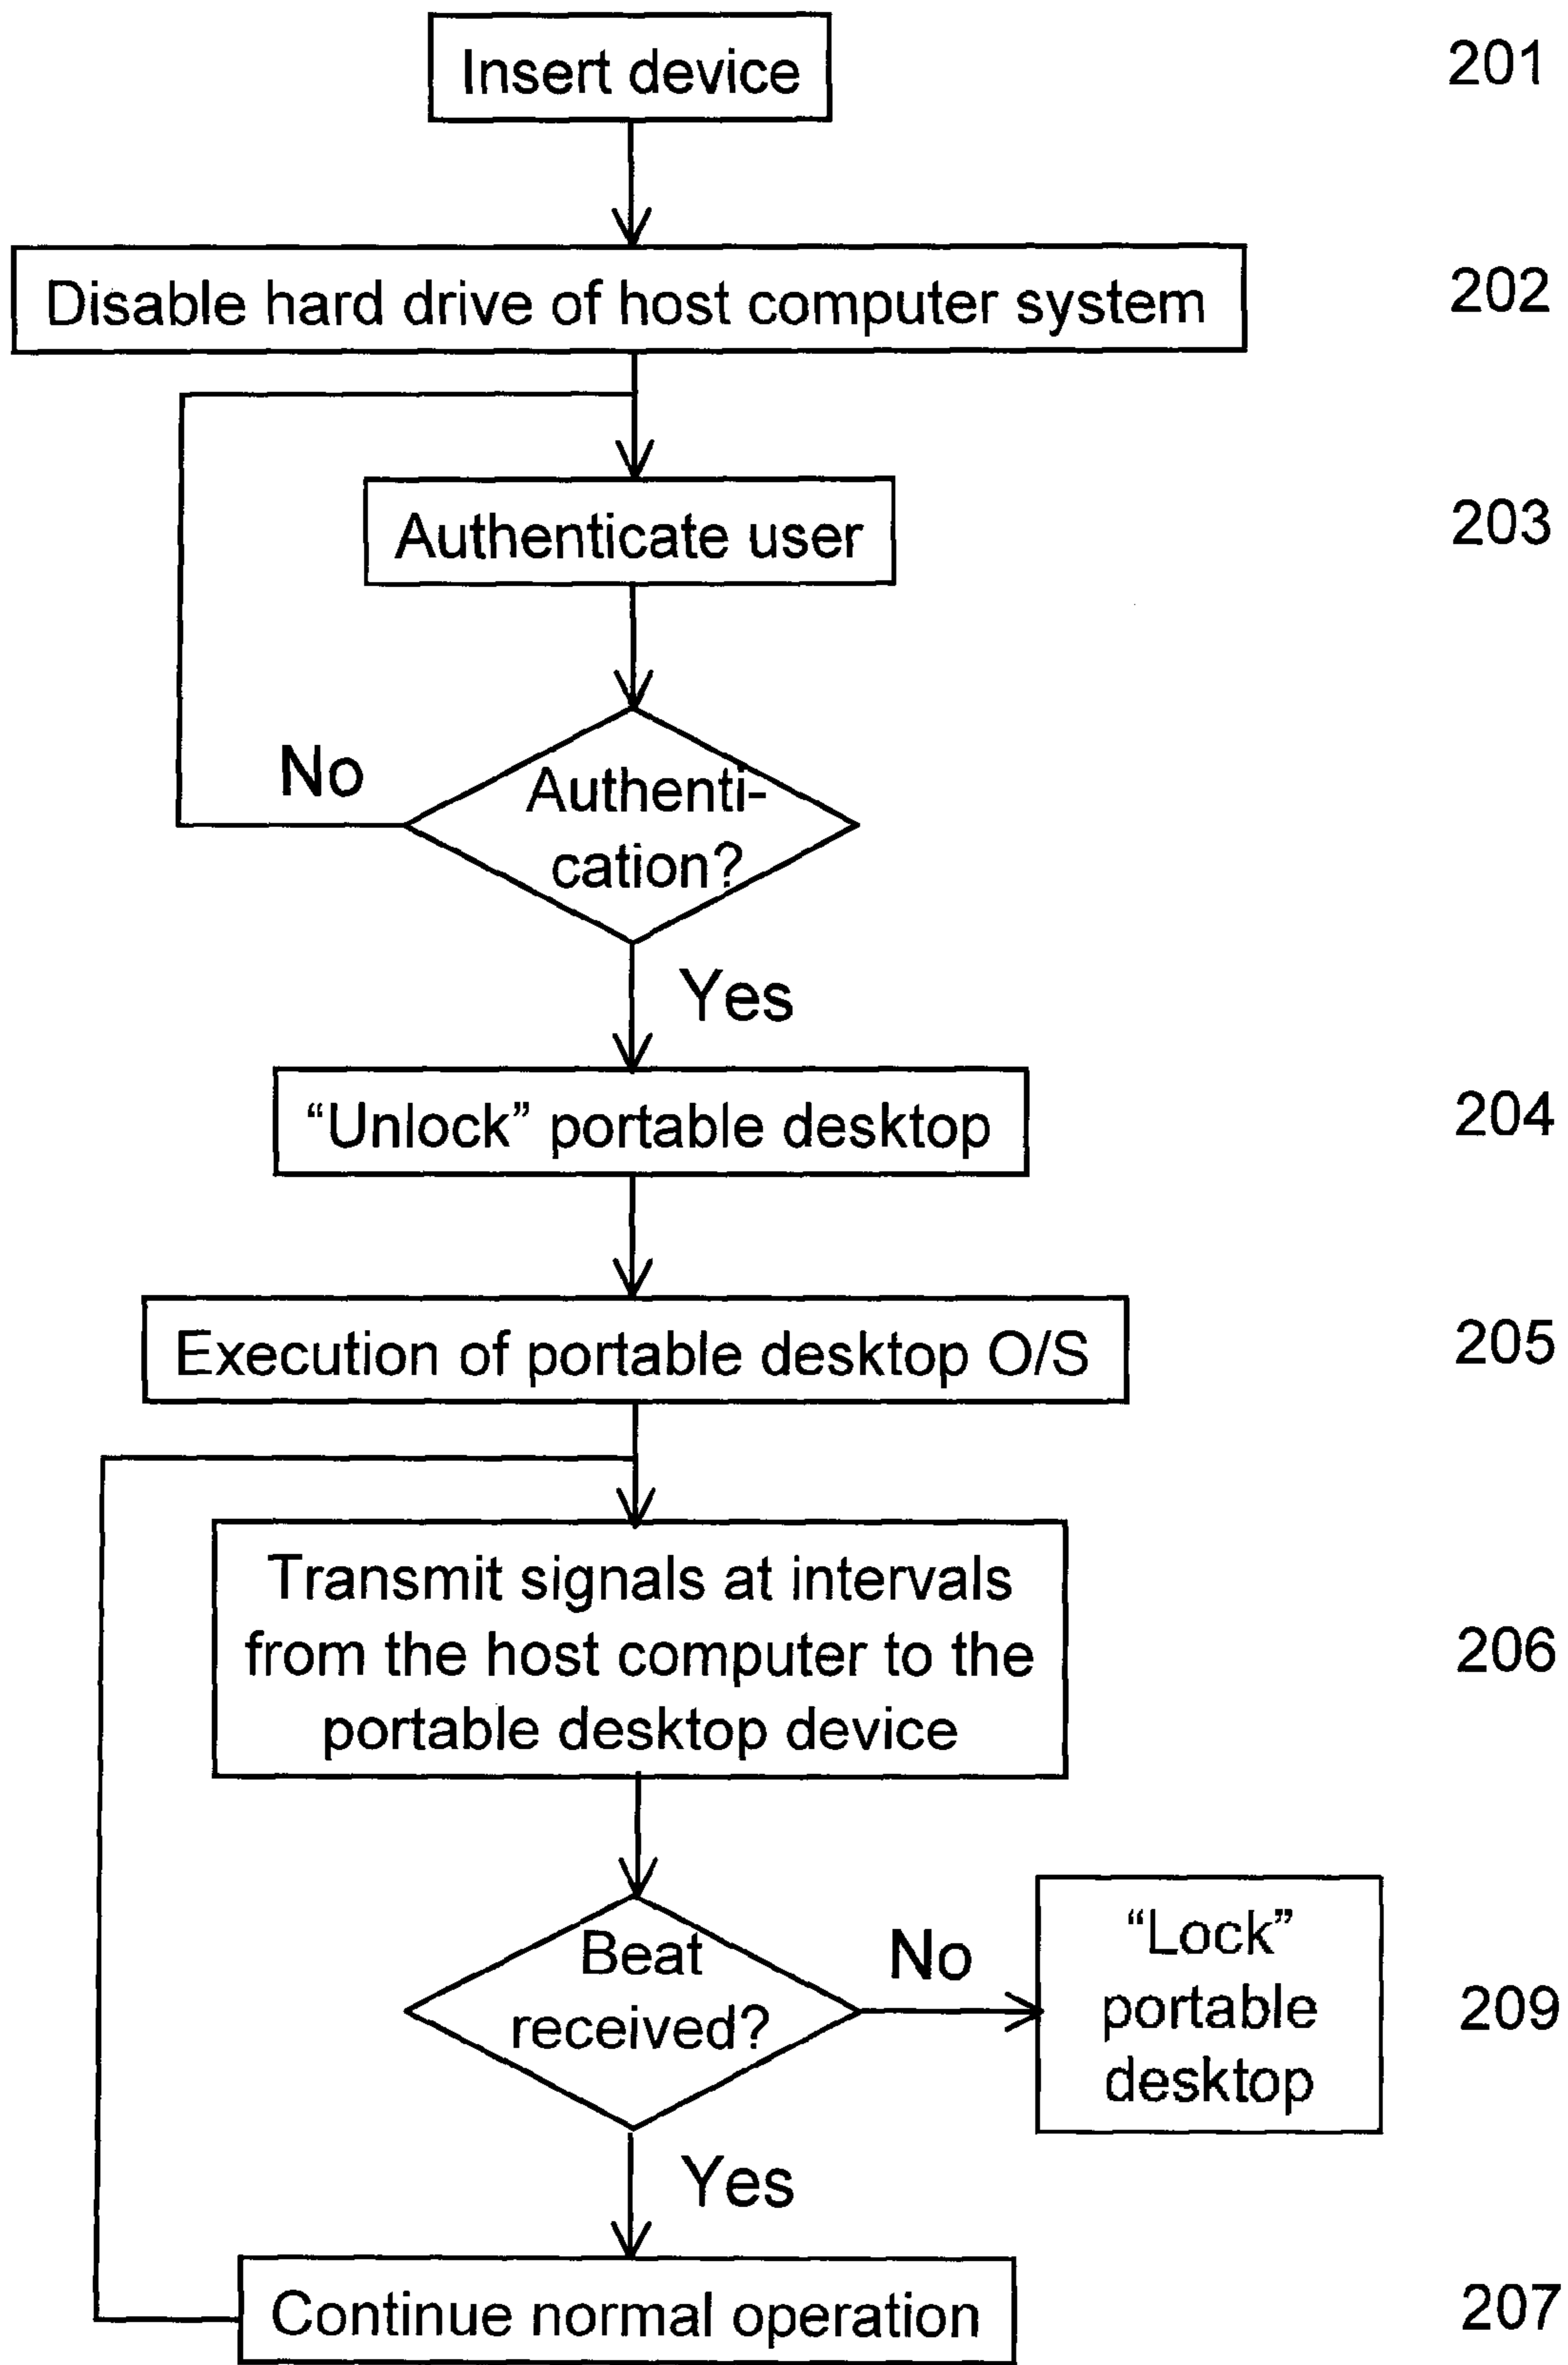 Insert device
201
Disable hard drive of host computer system
202
Authenticate user
203
No
Authenti-
cation?
Yes
“Unlock” portable desktop
204
Execution of portable desktop O/S
205
Transmit signals at intervals
from the host computer to the
portable desktop device
206
Beat
received?
No
“Lock”
portable
desktop
209
Yes
Continue normal operation
207